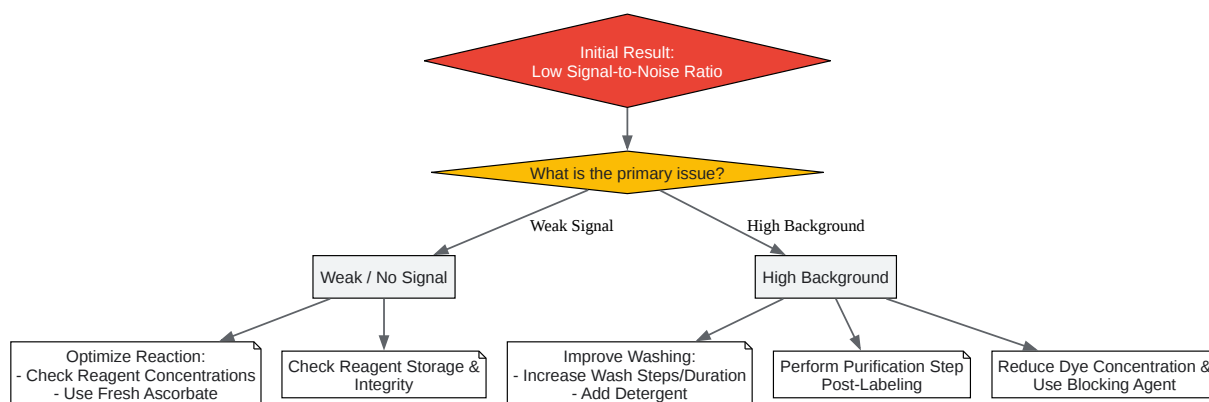 Initial Result:
Low Signal-to-Noise Ratio
What is the primary issue?
Weak Signal
High Background
Weak / No Signal
High Background
Optimize Reaction:
- Check Reagent Concentrations
- Use Fresh Ascorbate
Check Reagent Storage &
Integrity
Improve Washing:
- Increase Wash Steps/Duration
- Add Detergent
Perform Purification Step
Post-Labeling
Reduce Dye Concentration &
Use Blocking Agent